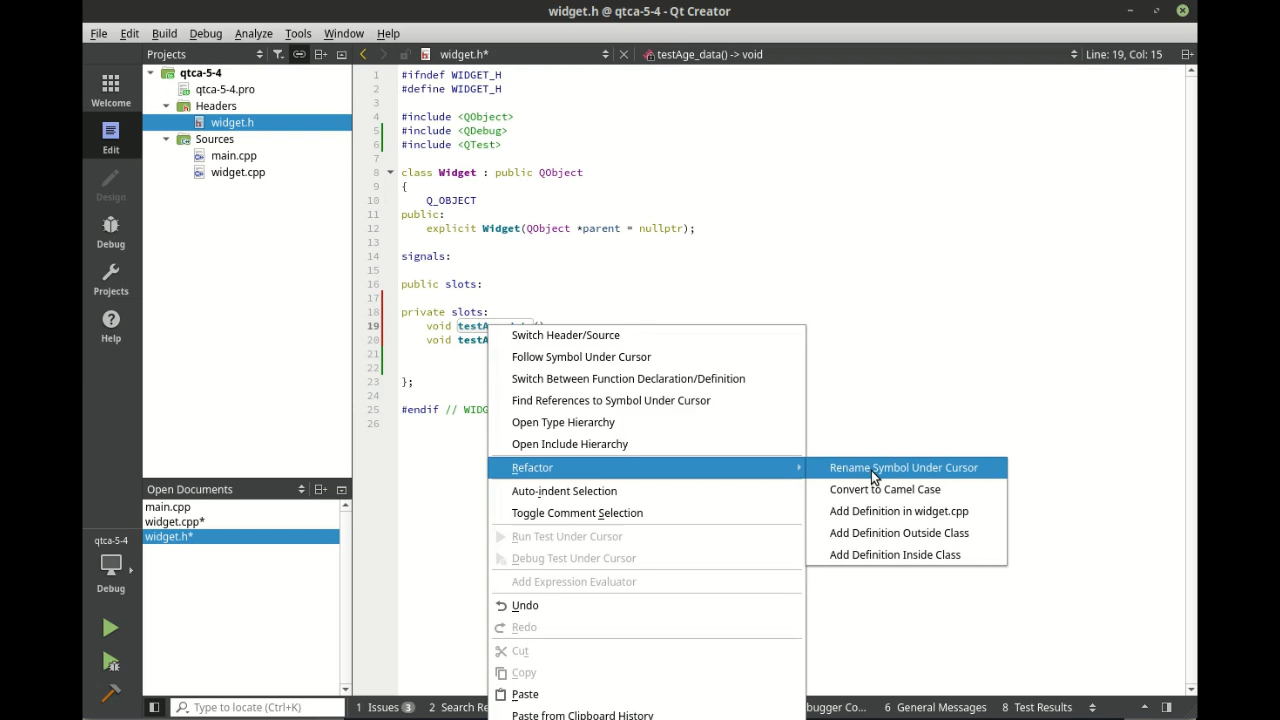 widget.h @ qtca-5-4 - Qt Creator
File Edit Build Debug Analyze Tools Window Help
Projects
widget.h*
testAge_data() -> void
Line: 19, Col: 15
Welcome
Edit
Design
Debug
Projects
Help
qtca-5-4
qtca-5-4.pro
Headers
widget.h
Sources
main.cpp
widget.cpp
1 #ifndef WIDGET_H
2 #define WIDGET_H
3
4 #include <QObject>
5 #include <QDebug>
6 #include <QTest>
7
8 class Widget : public QObject
9 {
10 Q_OBJECT
11 public:
12 explicit Widget(QObject *parent = nullptr);
13
14 signals:
15
16 public slots:
17
18 private slots:
19 void testA
20 void testA
21
22
23 };
24
25 #endif // WIDG
26
Switch Header/Source
Follow Symbol Under Cursor
Switch Between Function Declaration/Definition
Find References to Symbol Under Cursor
Open Type Hierarchy
Open Include Hierarchy
Refactor
Auto-indent Selection
Toggle Comment Selection
Run Test Under Cursor
Debug Test Under Cursor
Add Expression Evaluator
Undo
Redo
Cut
Copy
Paste
Paste from Clipboard History
Rename Symbol Under Cursor
Convert to Camel Case
Add Definition in widget.cpp
Add Definition Outside Class
Add Definition Inside Class
Open Documents
main.cpp
widget.cpp*
widget.h*
qtca-5-4
Debug
Type to locate (Ctrl+K)
1 Issues 3
2 Search Re
bugger Co...
6 General Messages
8 Test Results